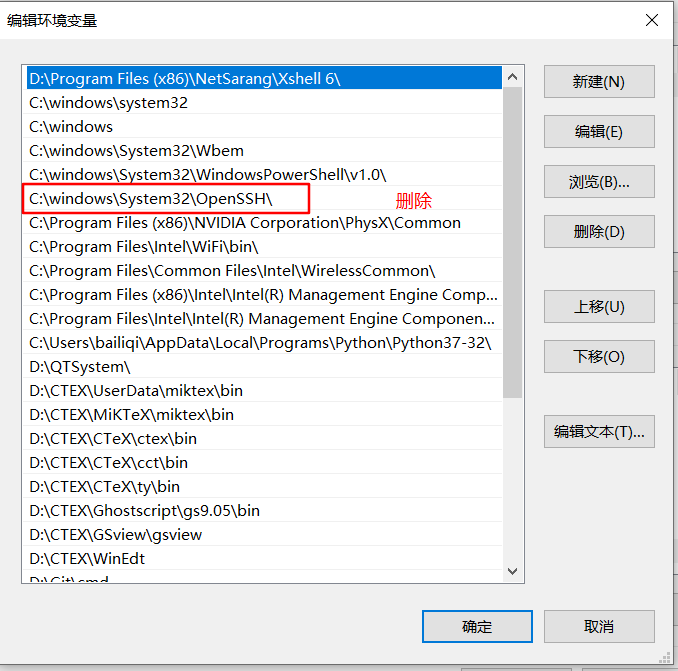 编辑环境变量
D:\Program Files (x86)\NetSarang\Xshell 6\
C:\windows\system32
C:\windows
C:\windows\System32\Wbem
C:\windows\System32\WindowsPowerShell\v1.0\
C:\windows\System32\OpenSSH\
删除
C:\Program Files (x86)\NVIDIA Corporation\PhysX\Common
C:\Program Files\Intel\WiFi\bin\
C:\Program Files\Common Files\Intel\WirelessCommon\
C:\Program Files (x86)\Intel\Intel(R) Management Engine Comp...
C:\Program Files\Intel\Intel(R) Management Engine Componen...
C:\Users\bailiqi\AppData\Local\Programs\Python\Python37-32\
D:\QTSystem\
D:\CTEX\UserData\miktex\bin
D:\CTEX\MiKTeX\miktex\bin
D:\CTEX\CTeX\ctex\bin
D:\CTEX\CTeX\cct\bin
D:\CTEX\CTeX\ty\bin
D:\CTEX\Ghostscript\gs9.05\bin
D:\CTEX\GSview\gsview
D:\CTEX\WinEdt
D:\Git\cmd
新建(N)
编辑(E)
浏览(B)...
删除(D)
上移(U)
下移(O)
编辑文本(T)...
确定
取消